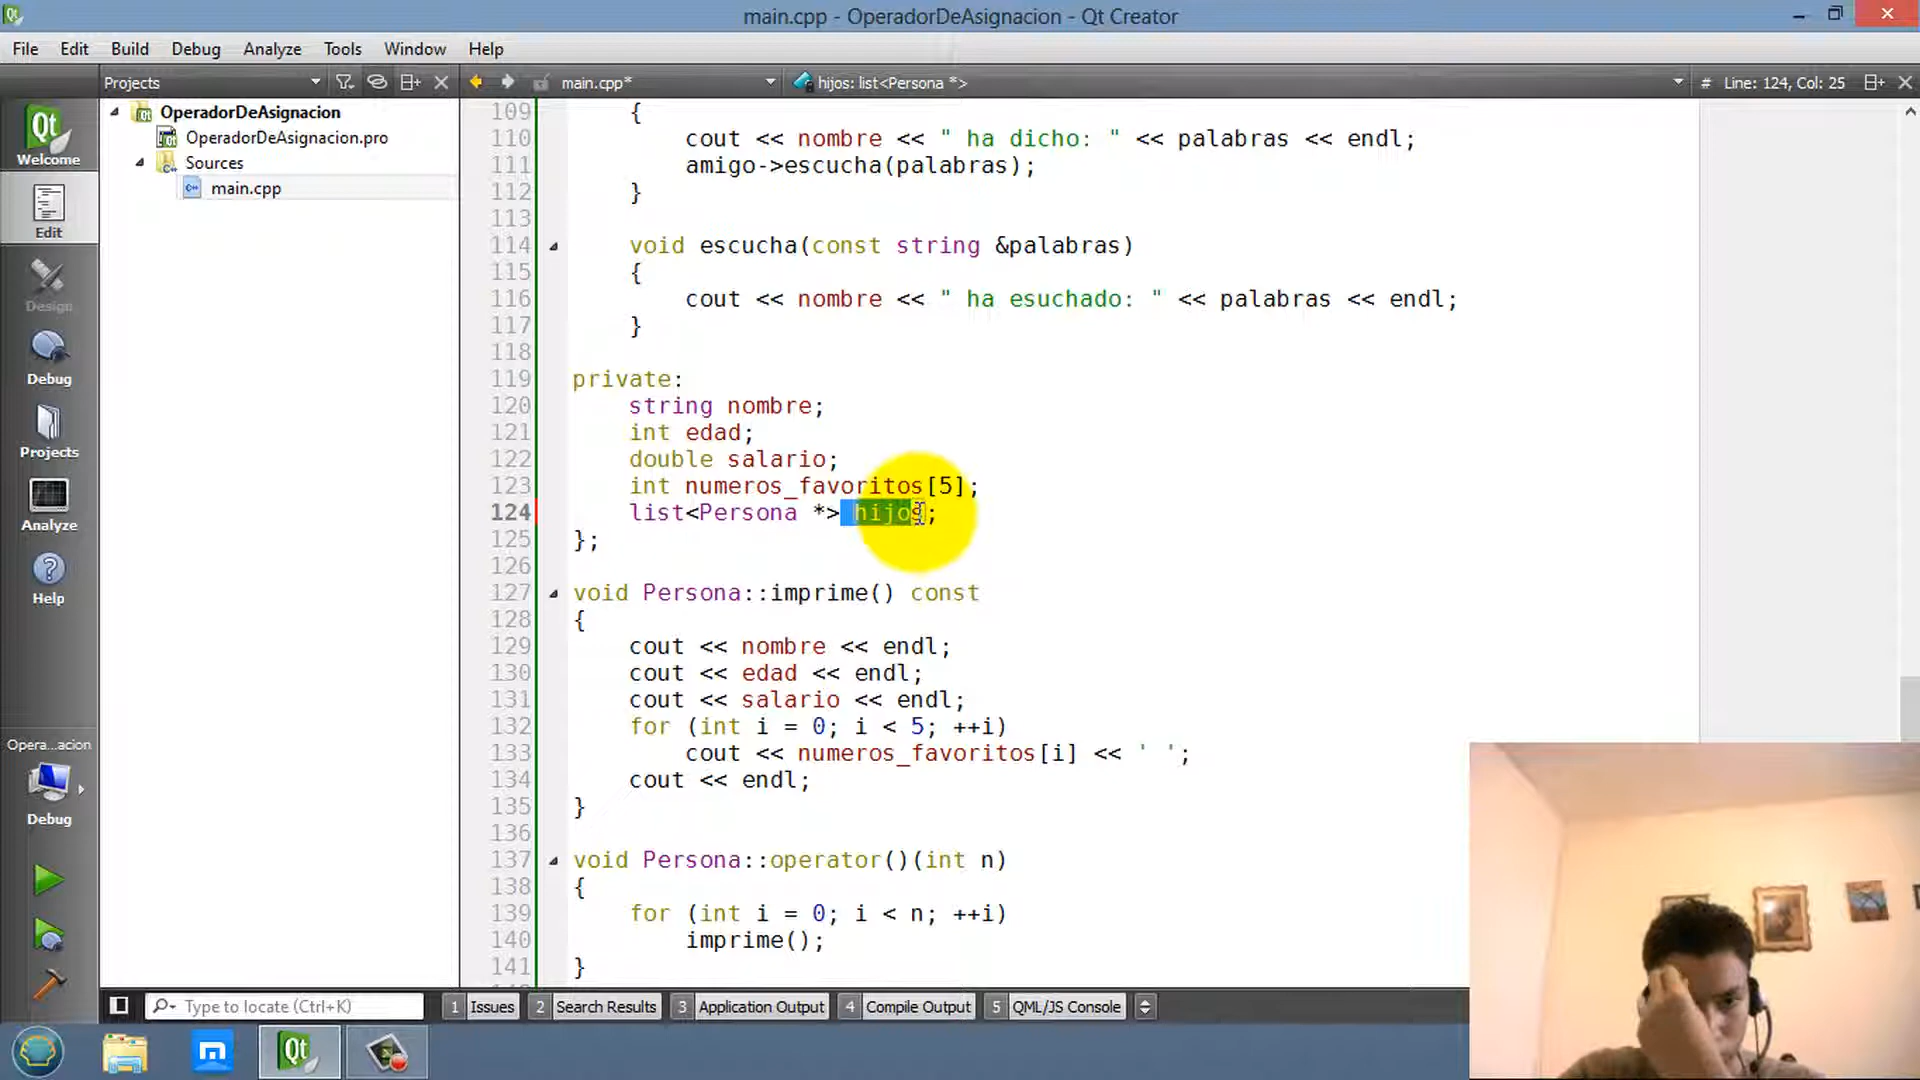 main.cpp - OperadorDeAsignacion - Qt Creator
File Edit Build Debug Analyze Tools Window Help
Projects main.cpp* hijos: list<Persona *> # Line: 124, Col: 25
Welcome
Edit
Design
Debug
Projects
Analyze
Help
Opera...acion
Debug
OperadorDeAsignacion
OperadorDeAsignacion.pro
Sources
main.cpp
109 {
110 cout << nombre << " ha dicho: " << palabras << endl;
111 amigo->escucha(palabras);
112 }
113
114 void escucha(const string &palabras)
115 {
116 cout << nombre << " ha esuchado: " << palabras << endl;
117 }
118
119 private:
120 string nombre;
121 int edad;
122 double salario;
123 int numeros_favoritos[5];
124 list<Persona *> hijos;
125 };
126
127 void Persona::imprime() const
128 {
129 cout << nombre << endl;
130 cout << edad << endl;
131 cout << salario << endl;
132 for (int i = 0; i < 5; ++i)
133 cout << numeros_favoritos[i] << ' ';
134 cout << endl;
135 }
136
137 void Persona::operator()(int n)
138 {
139 for (int i = 0; i < n; ++i)
140 imprime();
141 }
Type to locate (Ctrl+K) 1 Issues 2 Search Results 3 Application Output 4 Compile Output 5 QML/JS Console